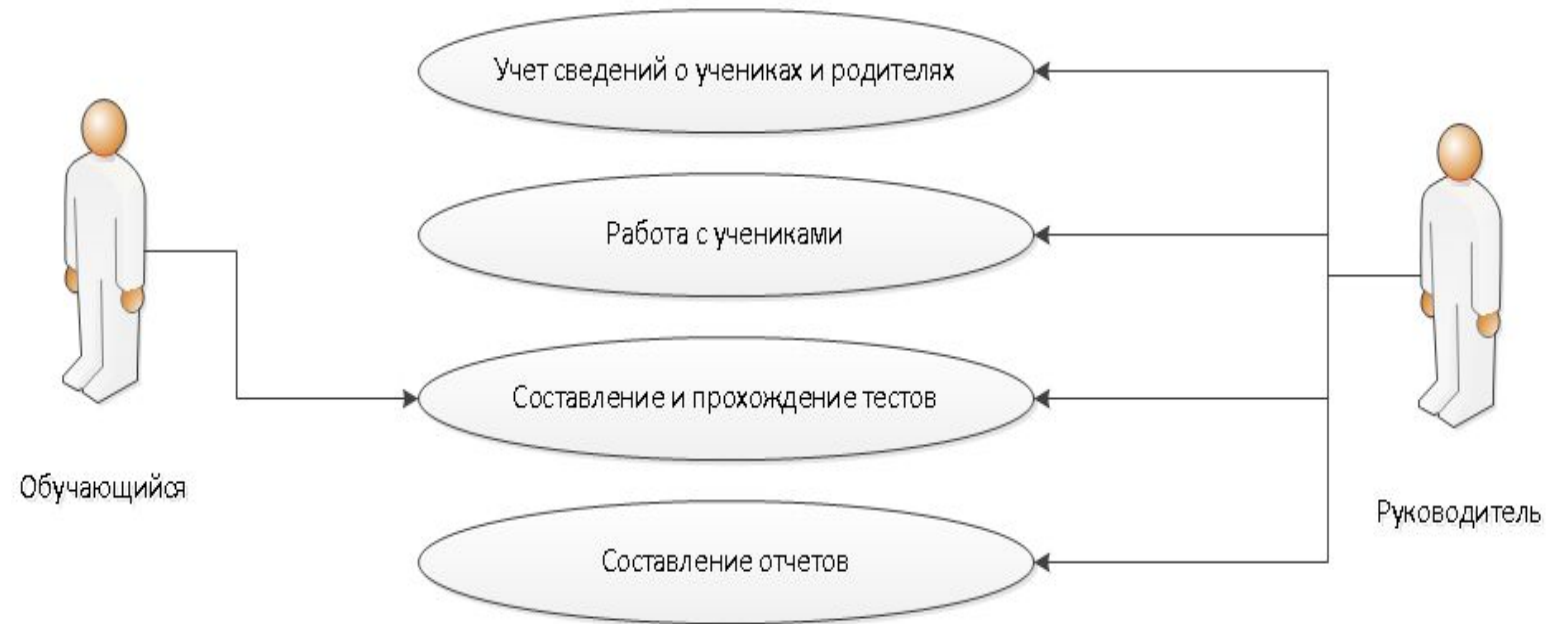 Учет сведений о учениках и родителях
Работа с учениками
Составление и прохождение тестов
Обучающийся
Руководитель
Составление отчетов